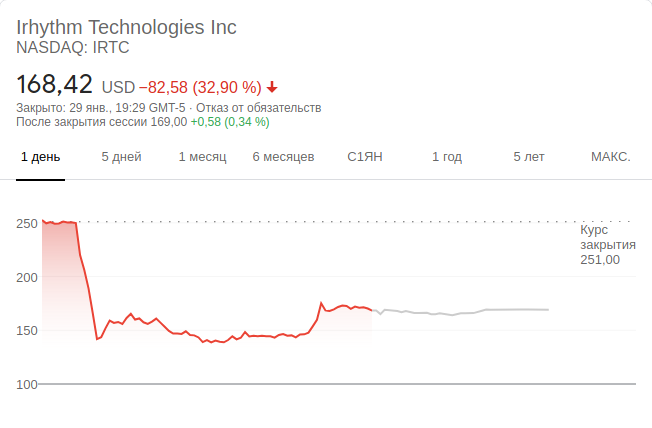 Irhythm Technologies Inc
NASDAQ: IRTC
168,42 USD −82,58 (32,90 %)
Закрыто: 29 янв., 19:29 GMT-5 · Отказ от обязательств
После закрытия сессии 169,00 +0,58 (0,34 %)
1 день 5 дней 1 месяц 6 месяцев С1ЯН 1 год 5 лет МАКС.
250
Курс
закрытия
251,00
200
150
100